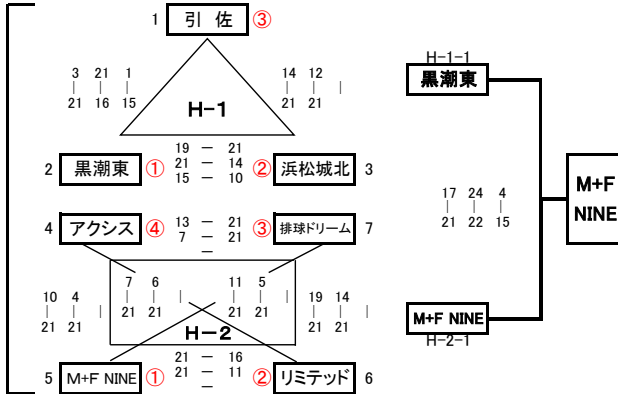 1 引 佐 ③
3 21 1
| | |
21 16 15
14 12
| | |
21 21
H-1
H-1-1
黒潮東
2 黒潮東 ①
19 － 21
21 － 14
15 － 10
② 浜松城北 3
4 アクシス ④
13 － 21
7 － 21
－
③ 排球ドリーム 7
17 24 4
| | |
21 22 15
M+F
NINE
10 4
| | |
21 21
7 6
| | |
21 21
11 5
| | |
21 21
19 14
| | |
21 21
H-2
M+F NINE
H-2-1
5 M+F NINE ①
21 － 16
21 － 11
－
② リミテッド 6